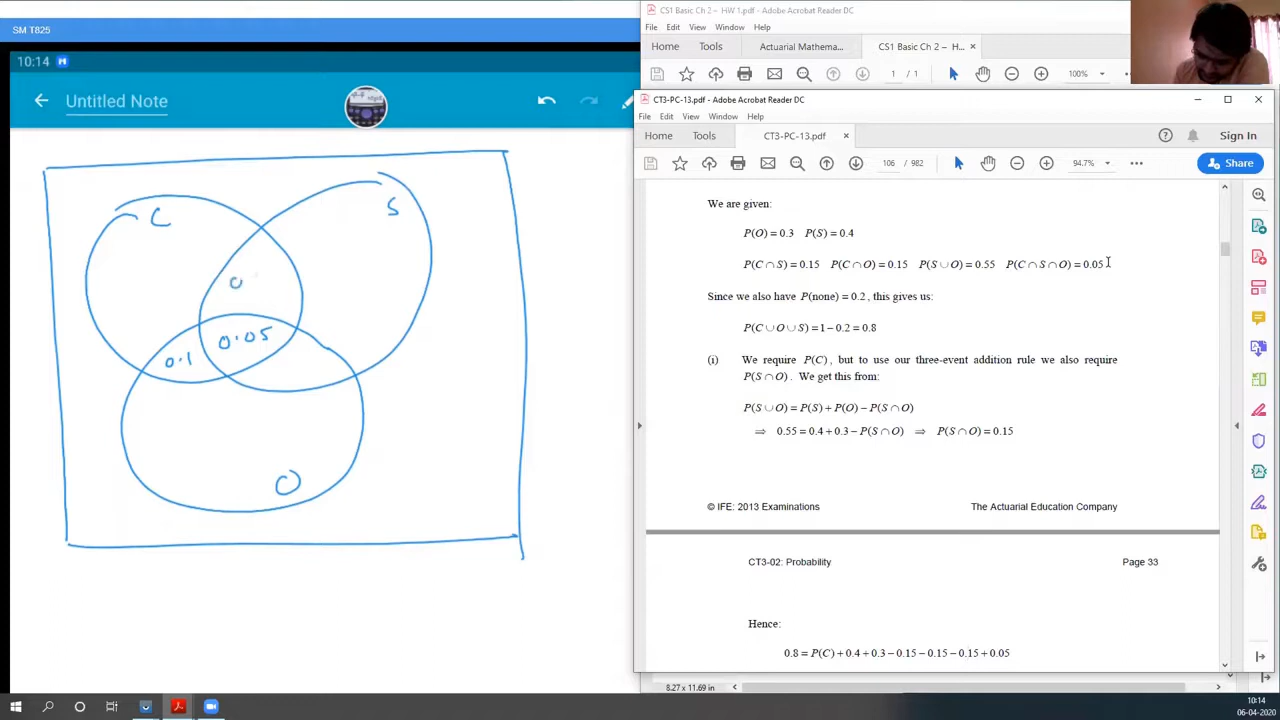 SM T825
10:14
Untitled Note
C
S
0
0.1
0.05
O
CS1 Basic Ch 2 – HW 1.pdf - Adobe Acrobat Reader DC
File Edit View Window Help
Home Tools Actuarial Mathema... CS1 Basic Ch 2 – H... ×
1 / 1 100%
CT3-PC-13.pdf - Adobe Acrobat Reader DC
File Edit View Window Help
Home Tools CT3-PC-13.pdf × Sign In
106 / 982 94.7% Share
We are given:
P(O) = 0.3 P(S) = 0.4
P(C ∩ S) = 0.15 P(C ∩ O) = 0.15 P(S ∪ O) = 0.55 P(C ∩ S ∩ O) = 0.05
Since we also have P(none) = 0.2, this gives us:
P(C ∪ O ∪ S) = 1 − 0.2 = 0.8
(i) We require P(C), but to use our three-event addition rule we also require
P(S ∩ O). We get this from:
P(S ∪ O) = P(S) + P(O) − P(S ∩ O)
⇒ 0.55 = 0.4 + 0.3 − P(S ∩ O) ⇒ P(S ∩ O) = 0.15
© IFE: 2013 Examinations The Actuarial Education Company
CT3-02: Probability Page 33
Hence:
0.8 = P(C) + 0.4 + 0.3 − 0.15 − 0.15 − 0.15 + 0.05
8.27 x 11.69 in
10:14
06-04-2020